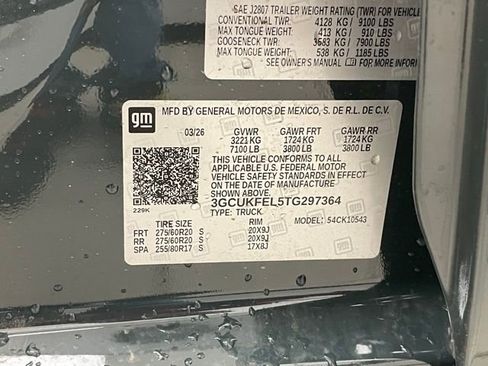 SAE J2807 TRAILER WEIGHT RATING (TWR) FOR VEHICLE
CONVENTIONAL TWR: 4128 KG / 9100 LBS
MAX TONGUE WEIGHT: 413 KG / 910 LBS
GOOSENECK TWR: 3583 KG / 7900 LBS
MAX TONGUE WEIGHT: 538 KG / 1185 LBS
SEE OWNER'S MANUAL FOR
gm
MFD BY GENERAL MOTORS DE MEXICO, S. DE R.L. DE C.V.
03/26 GVWR GAWR FRT GAWR RR
3221 KG 1724 KG 1724 KG
7100 LB 3800 LB 3800 LB
THIS VEHICLE CONFORMS TO ALL
APPLICABLE U.S. FEDERAL MOTOR
VEHICLE SAFETY STANDARDS IN EFFECT
ON THE DATE OF MANUFACTURE SHOWN ABOVE.
3GCUKFEL5TG297364
229K
TYPE: TRUCK MODEL: 54CK10543
TIRE SIZE RIM
FRT 275/60R20 S 20X9J
RR 275/60R20 S 20X9J
SPA 255/80R17 S 17X8J